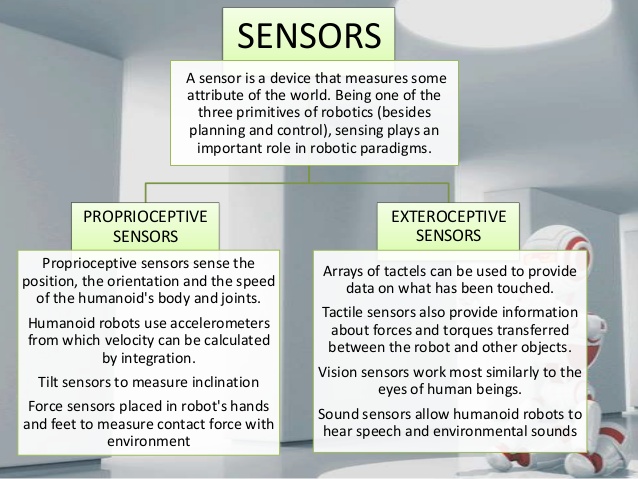 SENSORS
A sensor is a device that measures some
attribute of the world. Being one of the
three primitives of robotics (besides
planning and control), sensing plays an
important role in robotic paradigms.
PROPRIOCEPTIVE
SENSORS
Proprioceptive sensors sense the
position, the orientation and the speed
of the humanoid's body and joints.
Humanoid robots use accelerometers
from which velocity can be calculated
by integration.
Tilt sensors to measure inclination
Force sensors placed in robot's hands
and feet to measure contact force with
environment
EXTEROCEPTIVE
SENSORS
Arrays of tactels can be used to provide
data on what has been touched.
Tactile sensors also provide information
about forces and torques transferred
between the robot and other objects.
Vision sensors work most similarly to the
eyes of human beings.
Sound sensors allow humanoid robots to
hear speech and environmental sounds